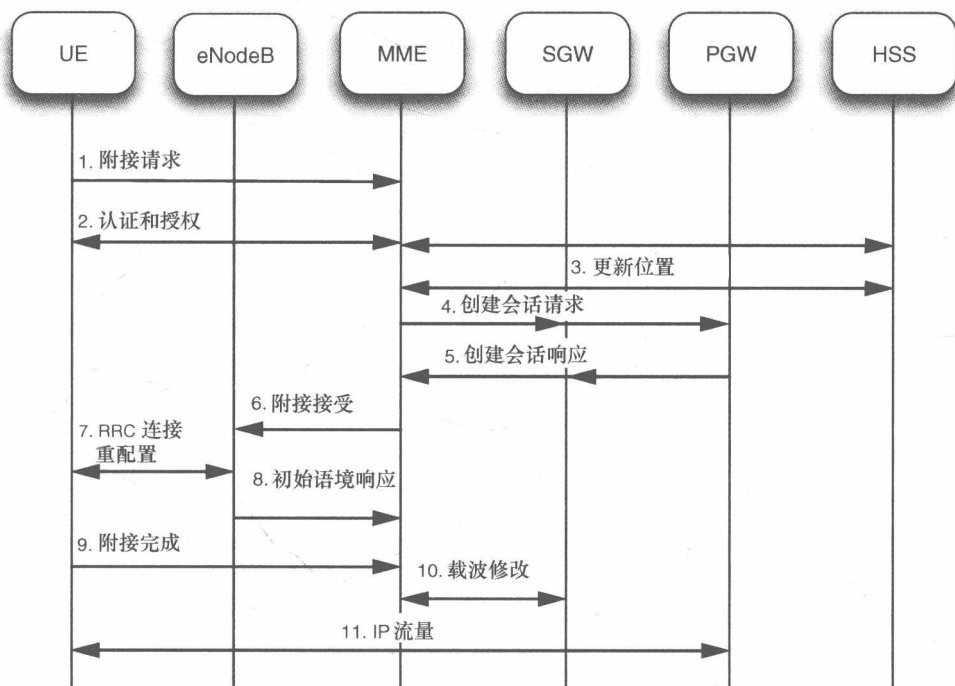 UE
eNodeB
MME
SGW
PGW
HSS
1. 附接请求
2. 认证和授权
3. 更新位置
4. 创建会话请求
5. 创建会话响应
6. 附接接受
7. RRC 连接
重配置
8. 初始语境响应
9. 附接完成
10. 载波修改
11. IP 流量